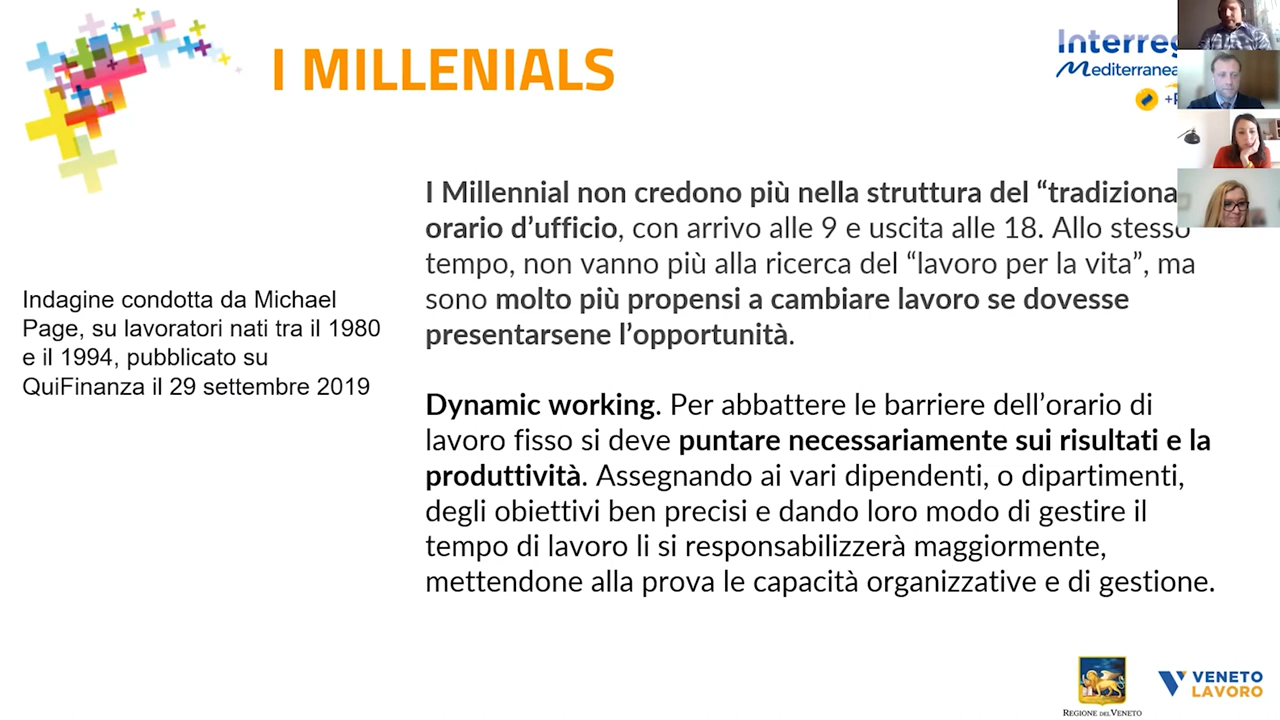 I MILLENIALS
Interreg
Mediterranea
I Millennial non credono più nella struttura del “tradiziona
orario d’ufficio, con arrivo alle 9 e uscita alle 18. Allo stesso
tempo, non vanno più alla ricerca del “lavoro per la vita”, ma
sono molto più propensi a cambiare lavoro se dovesse
presentarsene l’opportunità.
Indagine condotta da Michael
Page, su lavoratori nati tra il 1980
e il 1994, pubblicato su
QuiFinanza il 29 settembre 2019
Dynamic working. Per abbattere le barriere dell’orario di
lavoro fisso si deve puntare necessariamente sui risultati e la
produttività. Assegnando ai vari dipendenti, o dipartimenti,
degli obiettivi ben precisi e dando loro modo di gestire il
tempo di lavoro li si responsabilizzerà maggiormente,
mettendone alla prova le capacità organizzative e di gestione.
REGIONE DEL VENETO
VENETO
LAVORO